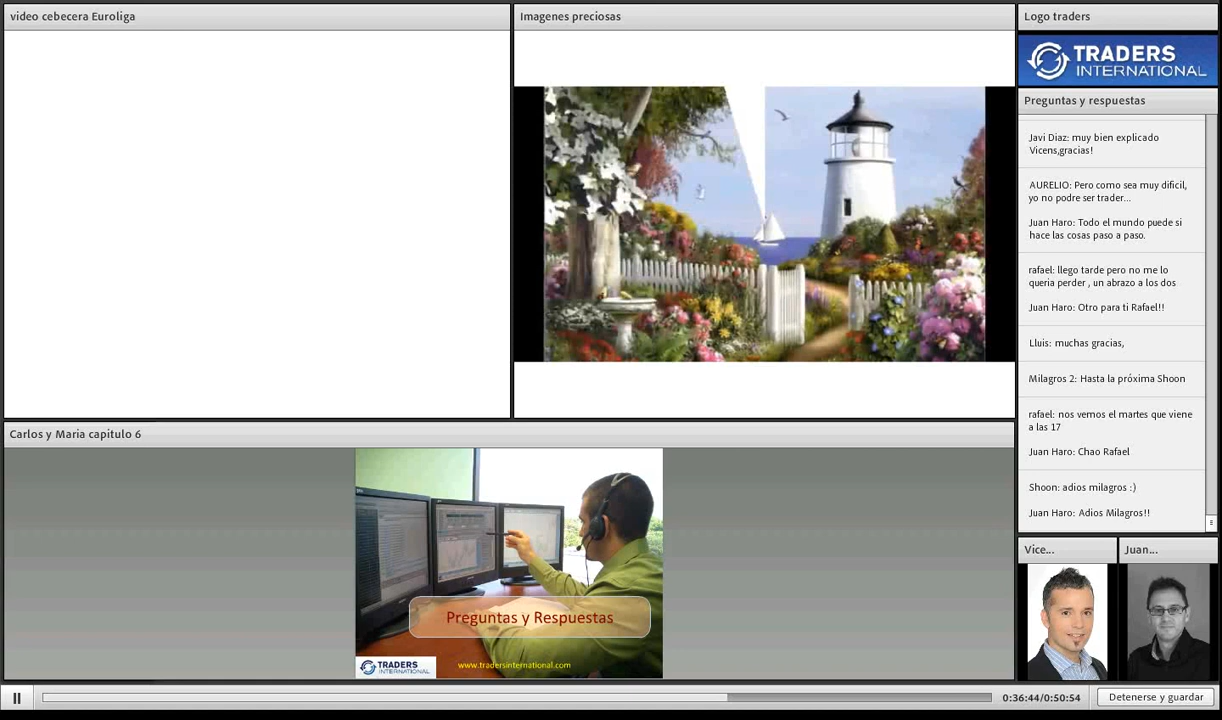 video cebecera Euroliga
Imagenes preciosas
Logo traders
TRADERS
INTERNATIONAL
Preguntas y respuestas
Javi Diaz: muy bien explicado
Vicens,gracias!
AURELIO: Pero como sea muy dificil,
yo no podre ser trader...
Juan Haro: Todo el mundo puede si
hace las cosas paso a paso.
rafael: llego tarde pero no me lo
queria perder , un abrazo a los dos
Juan Haro: Otro para ti Rafael!!
Lluis: muchas gracias,
Milagros 2: Hasta la próxima Shoon
rafael: nos vemos el martes que viene
a las 17
Juan Haro: Chao Rafael
Shoon: adios milagros :)
Juan Haro: Adios Milagros!!
Carlos y Maria capitulo 6
Preguntas y Respuestas
TRADERS
INTERNATIONAL
www.tradersinternational.com
Vice...
Juan...
0:36:44/0:50:54
Detenerse y guardar